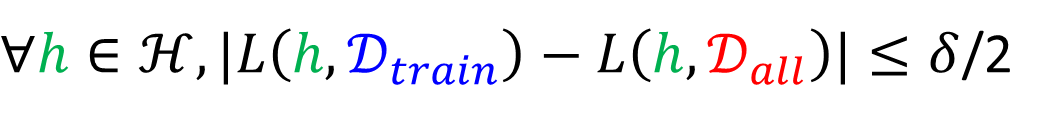 ∀ℎ ∈ ℋ, |𝐿(ℎ, 𝒟_𝑡𝑟𝑎𝑖𝑛) − 𝐿(ℎ, 𝒟_𝑎𝑙𝑙)| ≤ 𝛿/2